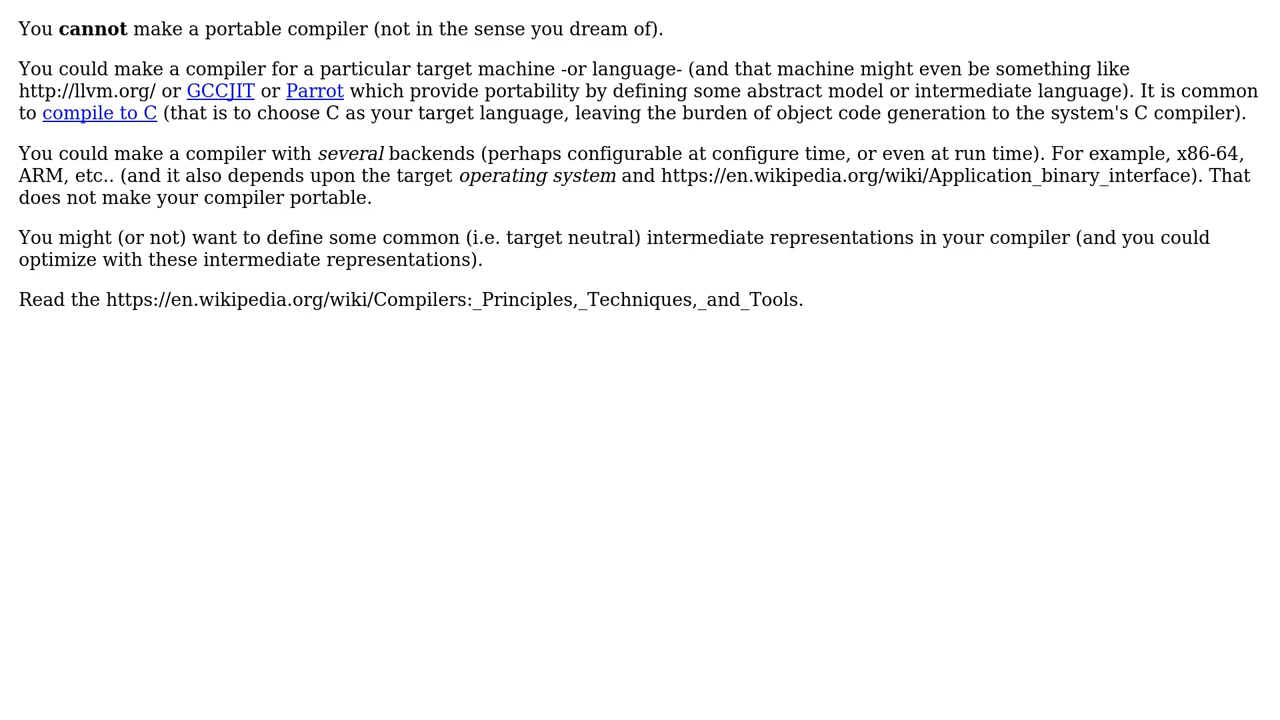 You cannot make a portable compiler (not in the sense you dream of).
You could make a compiler for a particular target machine -or language- (and that machine might even be something like
http://llvm.org/ or GCCJIT or Parrot which provide portability by defining some abstract model or intermediate language). It is common
to compile to C (that is to choose C as your target language, leaving the burden of object code generation to the system's C compiler).
You could make a compiler with several backends (perhaps configurable at configure time, or even at run time). For example, x86-64,
ARM, etc.. (and it also depends upon the target operating system and https://en.wikipedia.org/wiki/Application_binary_interface). That
does not make your compiler portable.
You might (or not) want to define some common (i.e. target neutral) intermediate representations in your compiler (and you could
optimize with these intermediate representations).
Read the https://en.wikipedia.org/wiki/Compilers:_Principles,_Techniques,_and_Tools.